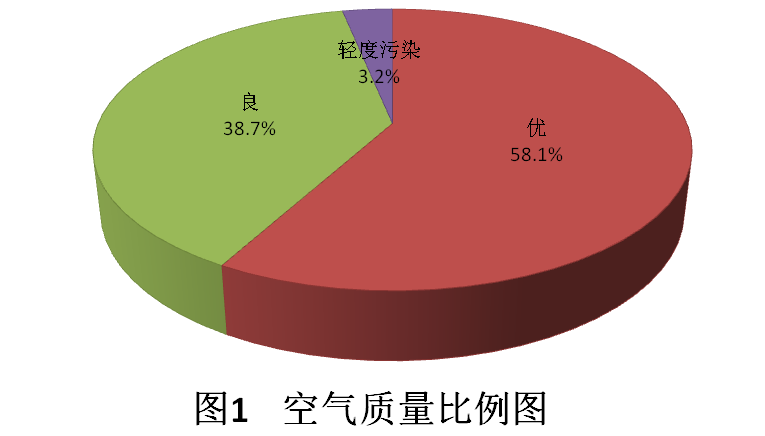 轻度污染
3.2%
良
38.7%
优
58.1%
图1 空气质量比例图